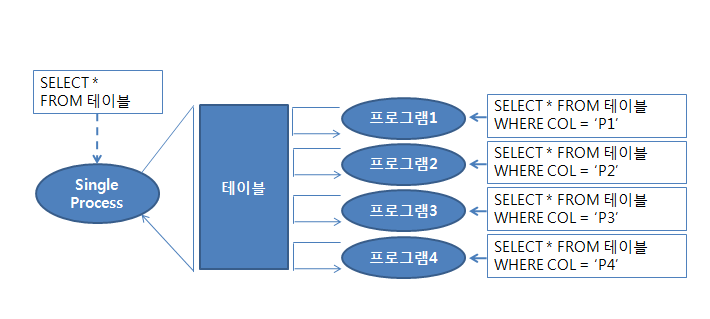 SELECT *
FROM 테이블
Single
Process
테이블
프로그램1
SELECT * FROM 테이블
WHERE COL = ‘P1’
프로그램2
SELECT * FROM 테이블
WHERE COL = ‘P2’
프로그램3
SELECT * FROM 테이블
WHERE COL = ‘P3’
프로그램4
SELECT * FROM 테이블
WHERE COL = ‘P4’